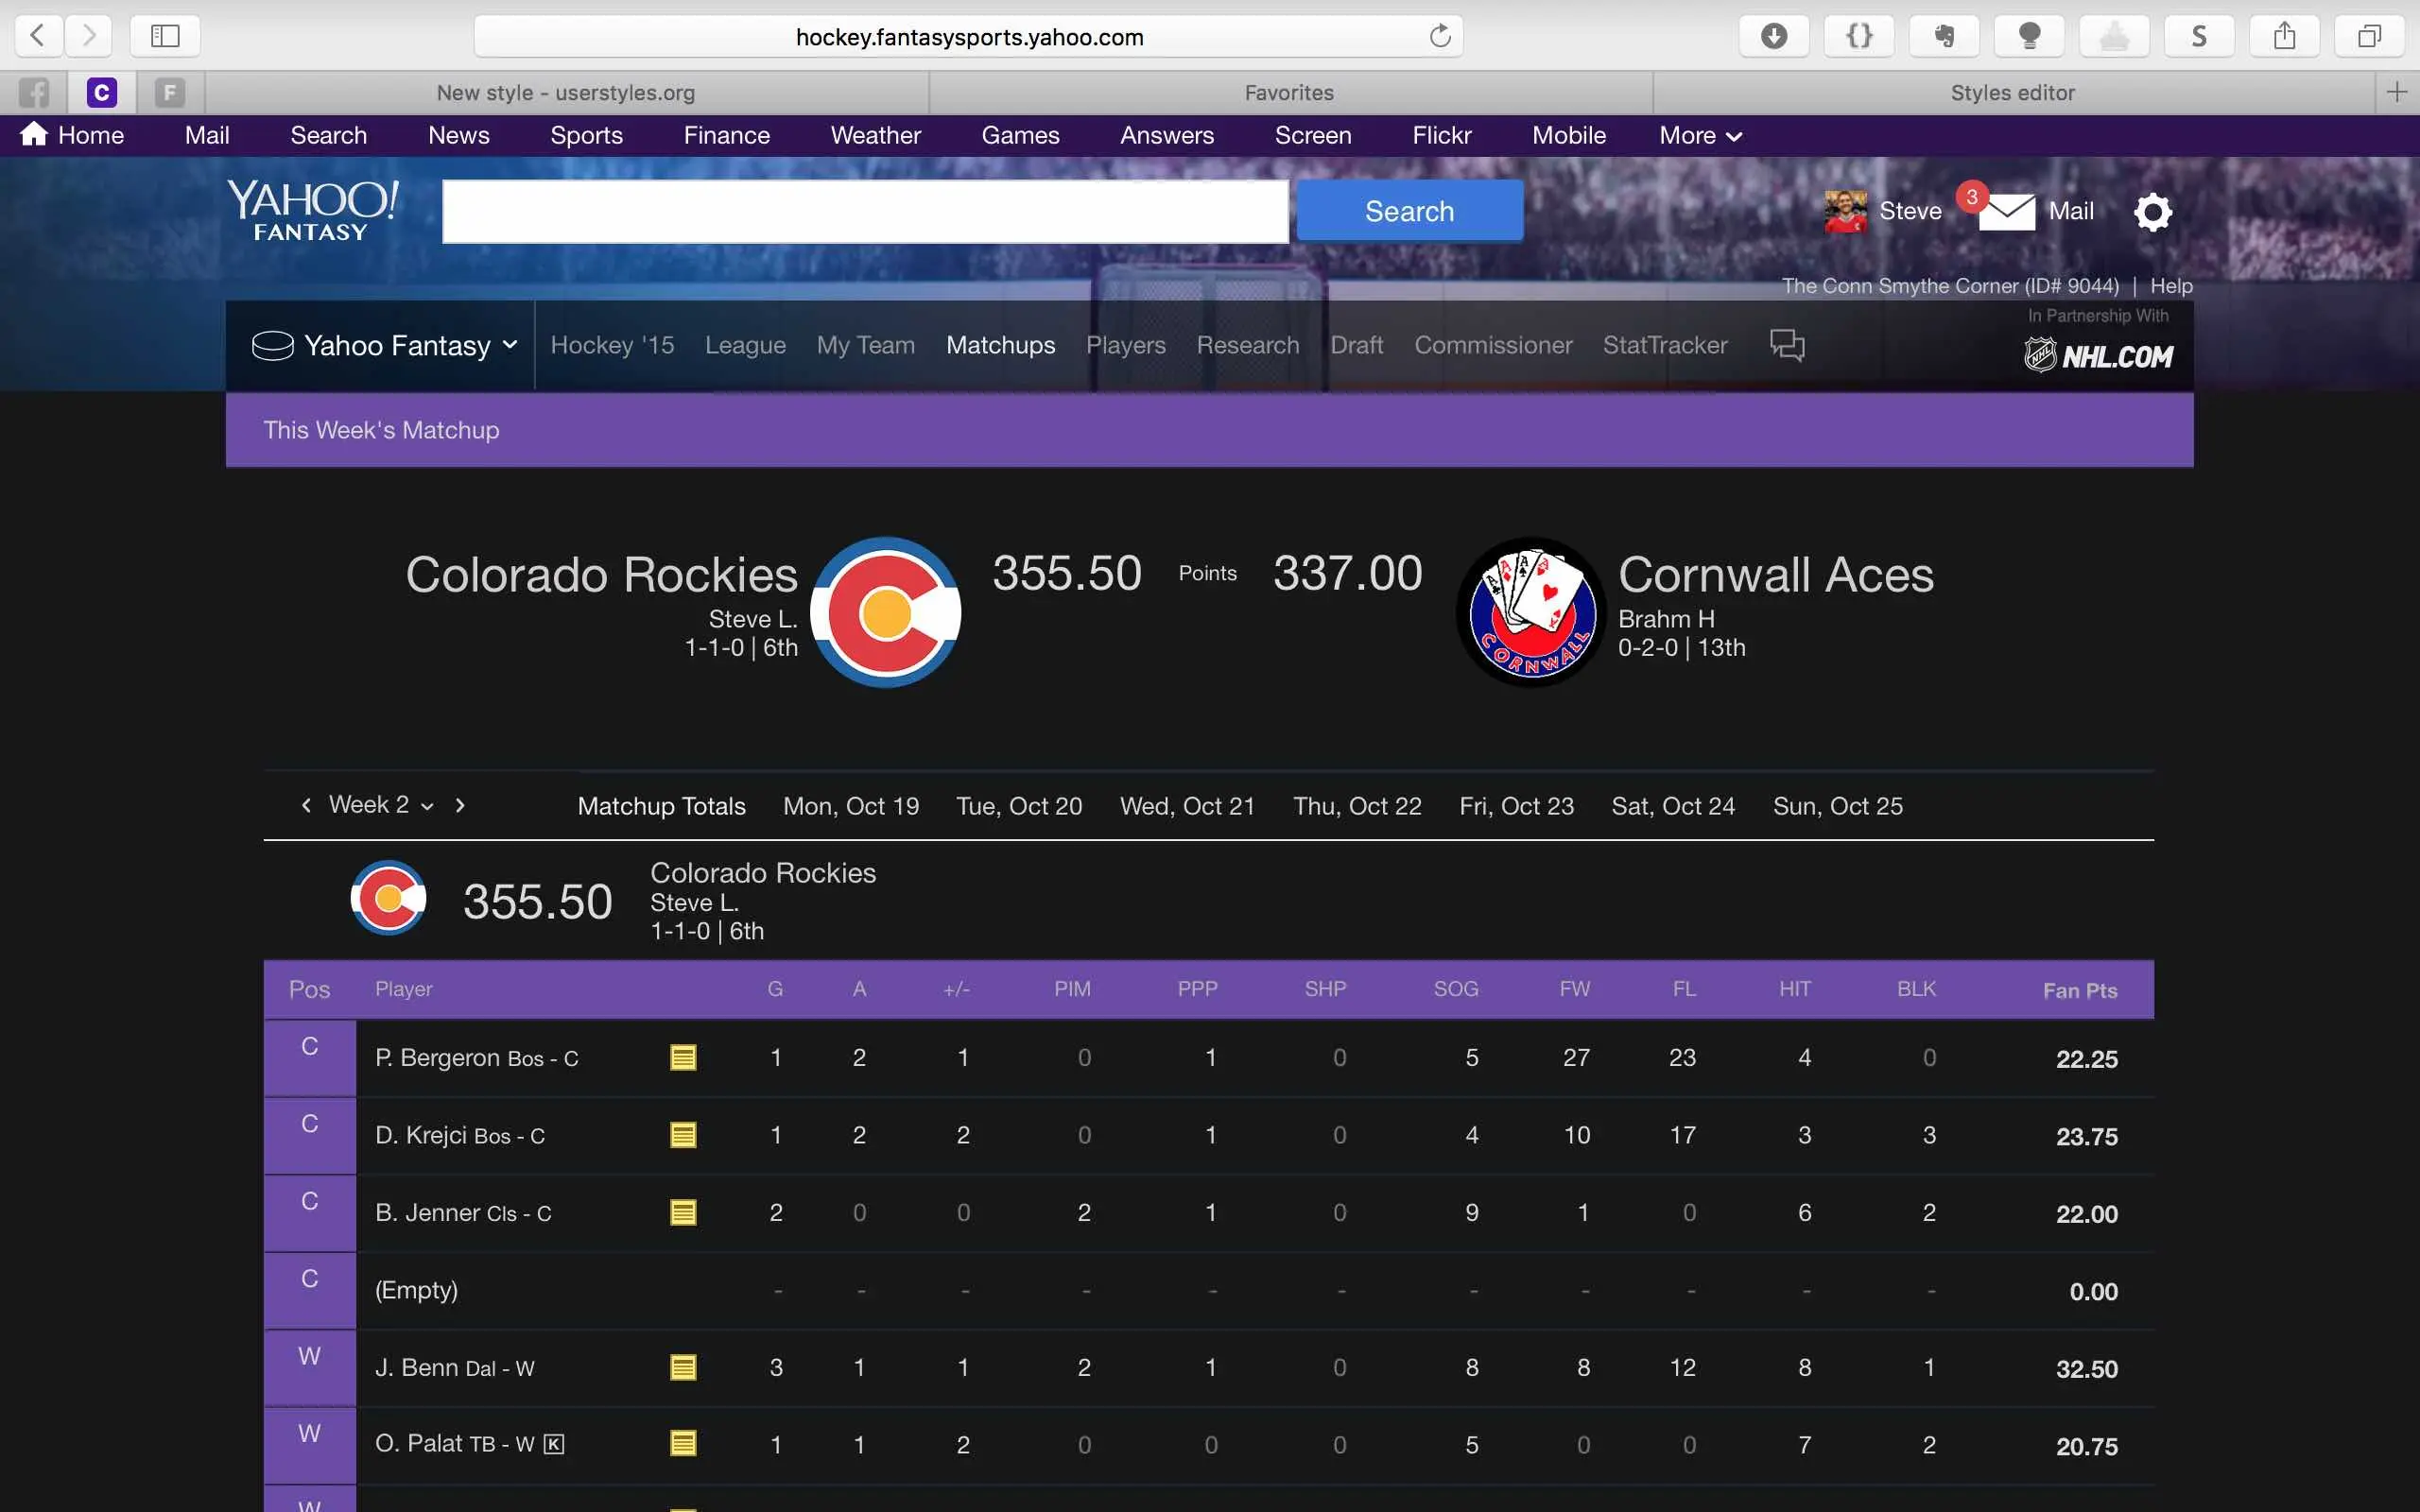 hockey.fantasysports.yahoo.com
C F New style - userstyles.org Favorites Styles editor
Home Mail Search News Sports Finance Weather Games Answers Screen Flickr Mobile More
YAHOO! FANTASY
Search
Steve 3 Mail
The Conn Smythe Corner (ID# 9044) | Help
Yahoo Fantasy Hockey '15 League My Team Matchups Players Research Draft Commissioner StatTracker
In Partnership With
NHL NHL.COM
This Week's Matchup
Colorado Rockies 355.50 Points 337.00 Cornwall Aces
Steve L. Brahm H
1-1-0 | 6th 0-2-0 | 13th
CORNWALL
Week 2 Matchup Totals Mon, Oct 19 Tue, Oct 20 Wed, Oct 21 Thu, Oct 22 Fri, Oct 23 Sat, Oct 24 Sun, Oct 25
355.50 Colorado Rockies
Steve L.
1-1-0 | 6th
Pos Player G A +/- PIM PPP SHP SOG FW FL HIT BLK Fan Pts
C P. Bergeron Bos - C 1 2 1 0 1 0 5 27 23 4 0 22.25
C D. Krejci Bos - C 1 2 2 0 1 0 4 10 17 3 3 23.75
C B. Jenner Cls - C 2 0 0 2 1 0 9 1 0 6 2 22.00
C (Empty) - - - - - - - - - - - 0.00
W J. Benn Dal - W 3 1 1 2 1 0 8 8 12 8 1 32.50
W O. Palat TB - W K 1 1 2 0 0 0 5 0 0 7 2 20.75
W